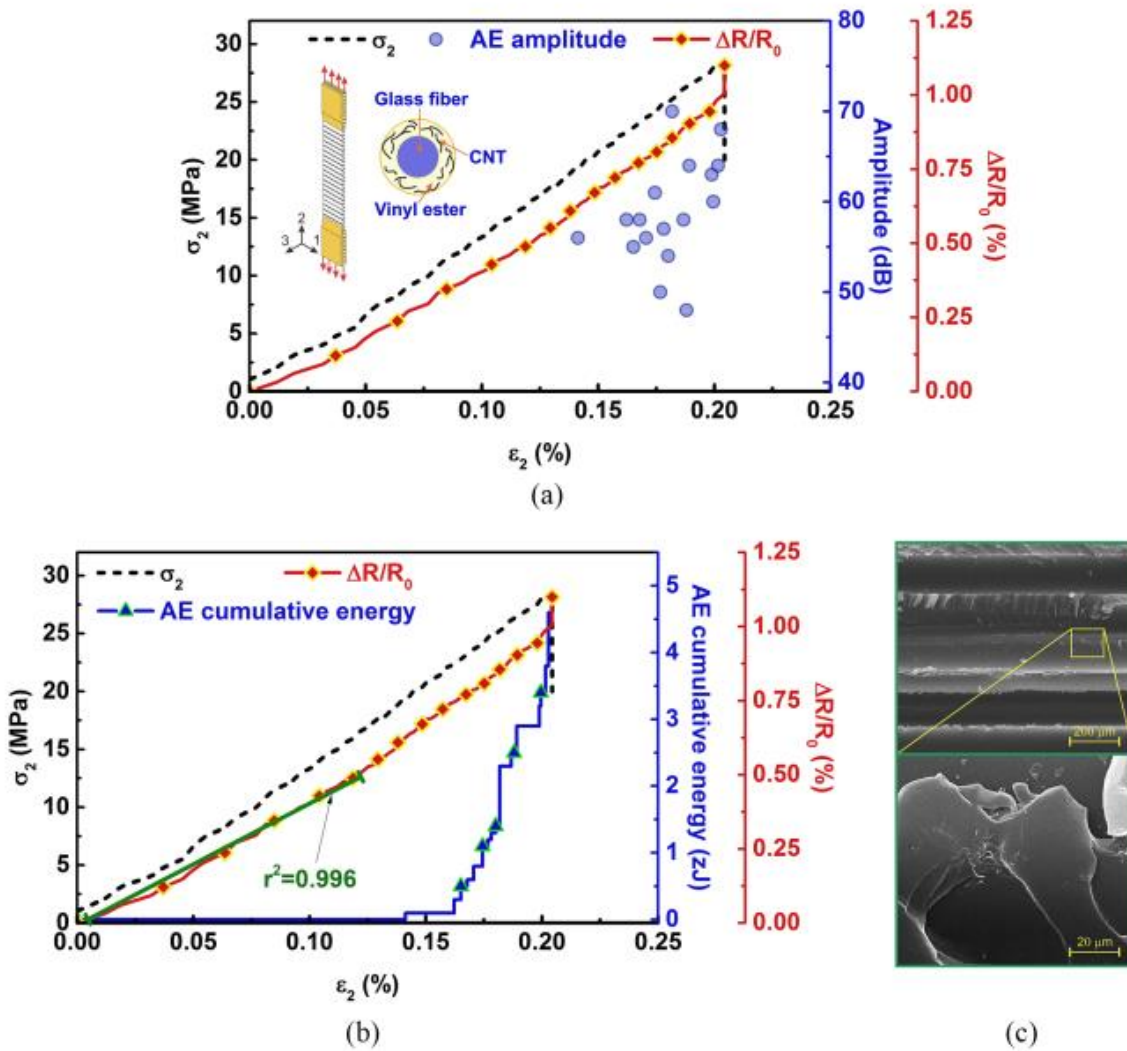 σ₂ AE amplitude ΔR/R₀
Glass fiber
CNT
Vinyl ester
2
3 1
30
25
20
15
10
5
0
σ₂ (MPa)
80
70
60
50
40
Amplitude (dB)
1.25
1.00
0.75
0.50
0.25
0.00
ΔR/R₀ (%)
0.00 0.05 0.10 0.15 0.20 0.25
ε₂ (%)
(a)
σ₂ ΔR/R₀
AE cumulative energy
r²=0.996
30
25
20
15
10
5
0
σ₂ (MPa)
5
4
3
2
1
0
AE cumulative energy (zJ)
1.25
1.00
0.75
0.50
0.25
0.00
ΔR/R₀ (%)
0.00 0.05 0.10 0.15 0.20 0.25
ε₂ (%)
(b)
200 µm
20 µm
(c)